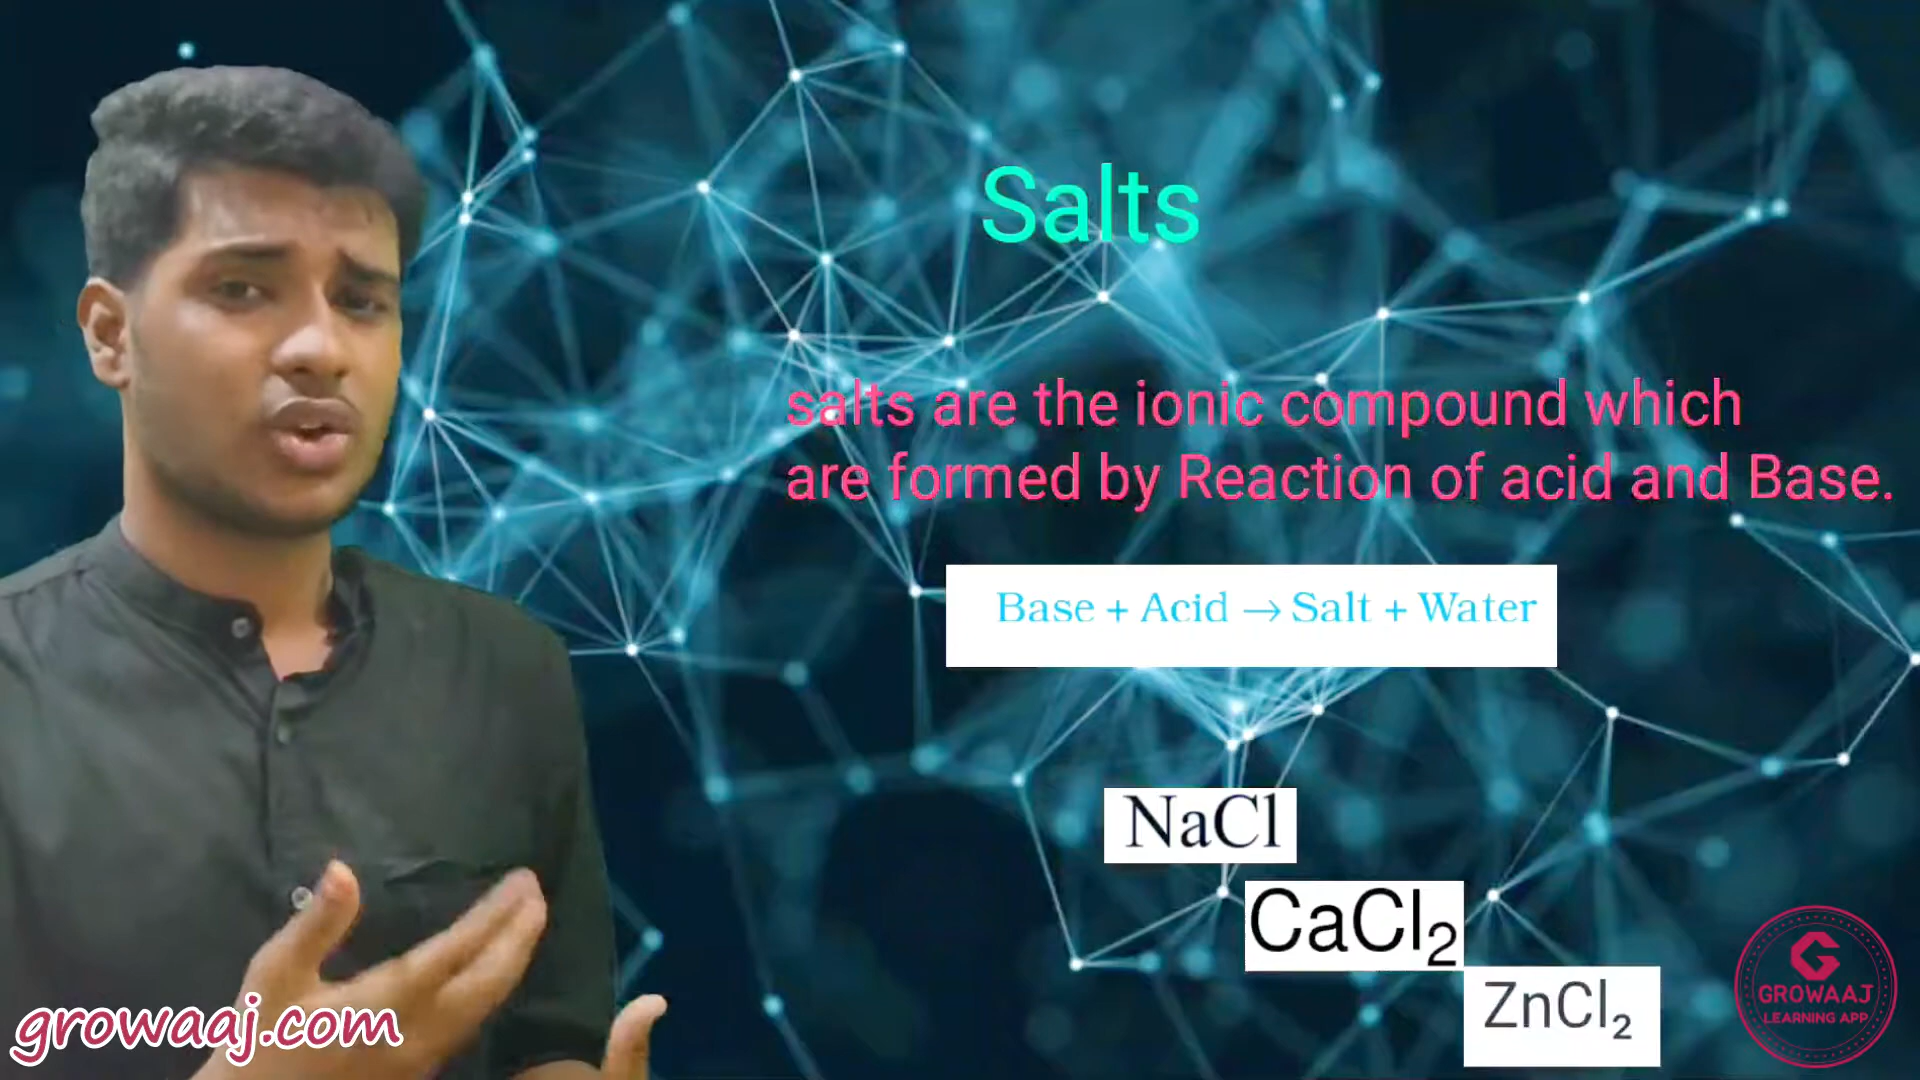 Salts
salts are the ionic compound which
are formed by Reaction of acid and Base.
Base + Acid → Salt + Water
NaCl
CaCl₂
ZnCl₂
growaaj.com
G
GROWAAJ
LEARNING APP